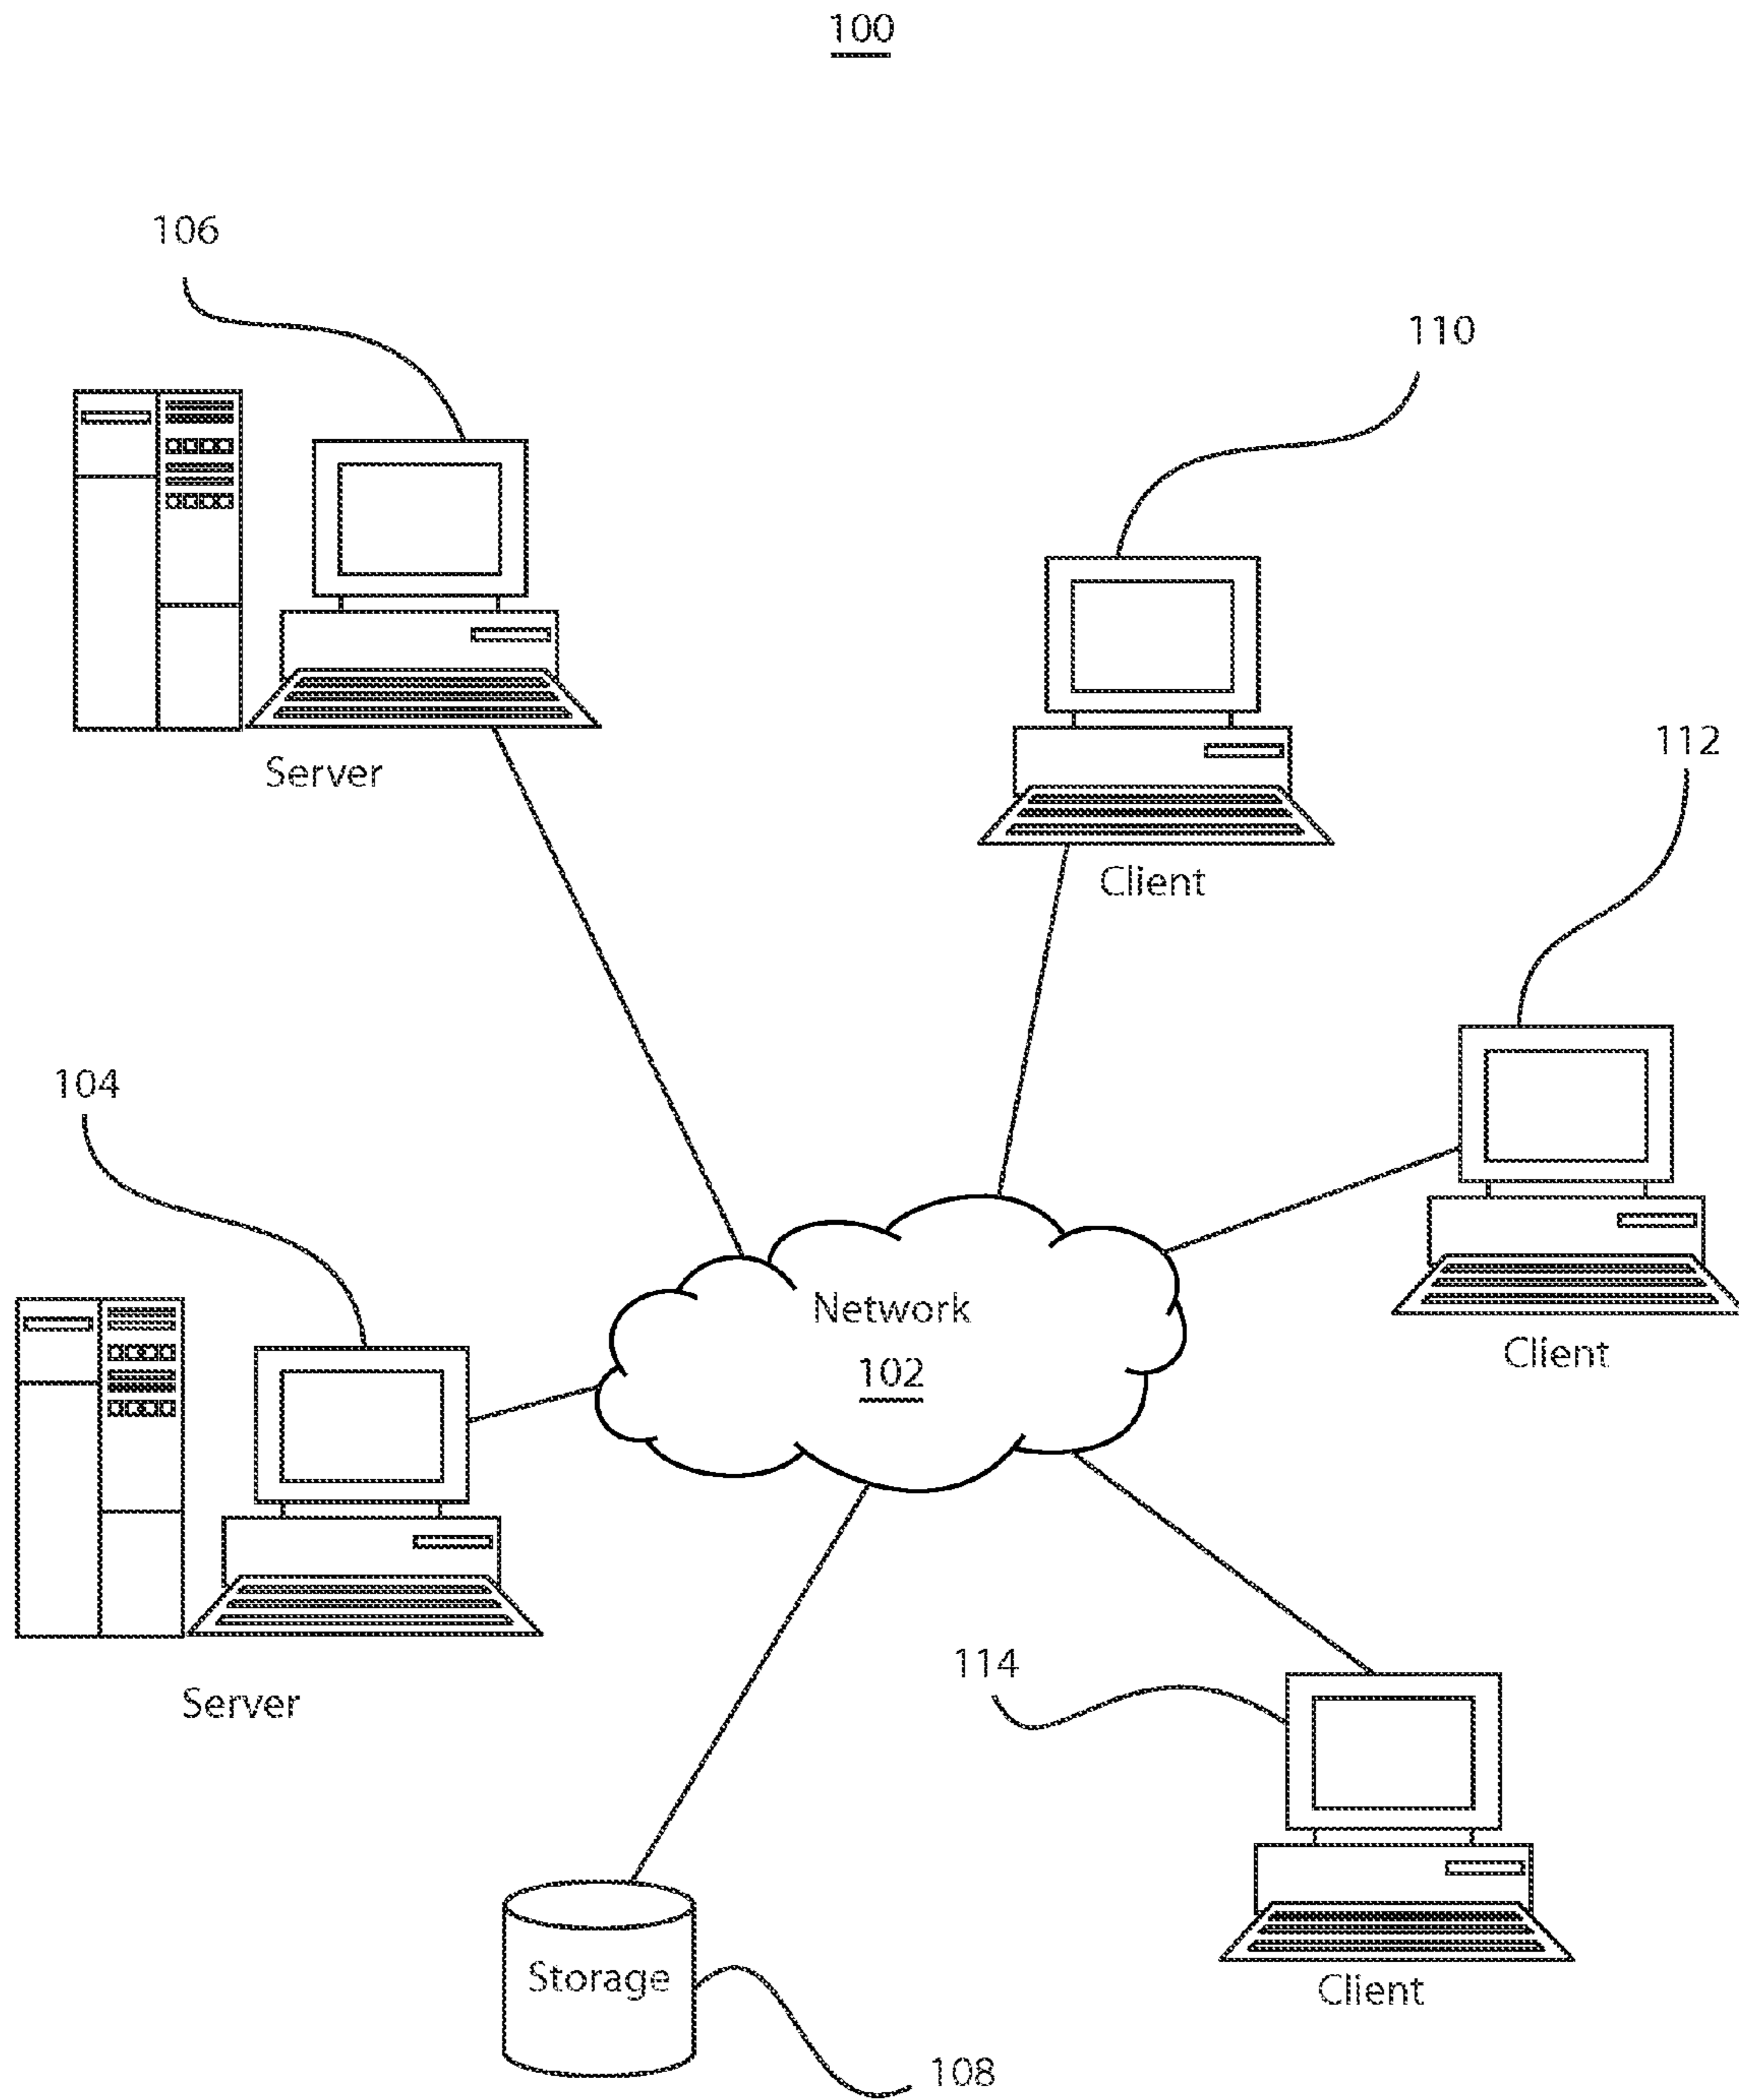 100
106
110
Server
112
Client
104
Network
102
Client
114
Server
Storage
Client
108